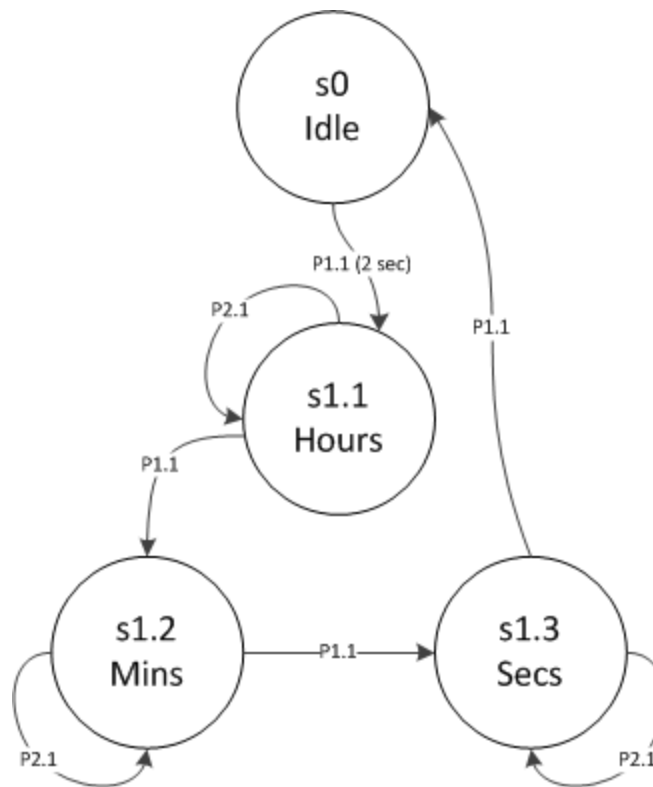 s0
Idle
P1.1 (2 sec)
P2.1
P1.1
s1.1
Hours
P1.1
s1.2
Mins
P1.1
s1.3
Secs
P2.1
P2.1